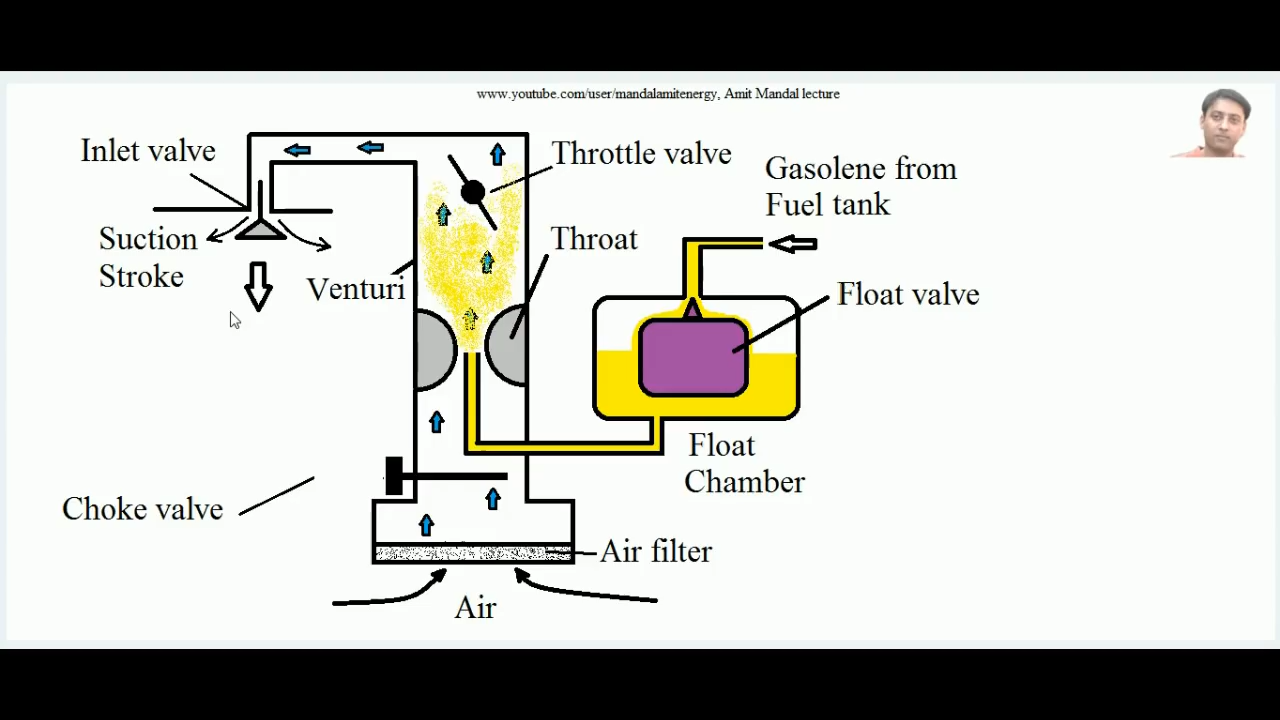 www.youtube.com/user/mandalamitenergy, Amit Mandal lecture
Inlet valve
Throttle valve
Gasolene from
Fuel tank
Suction
Stroke
Throat
Venturi
Float valve
Float
Chamber
Choke valve
Air filter
Air